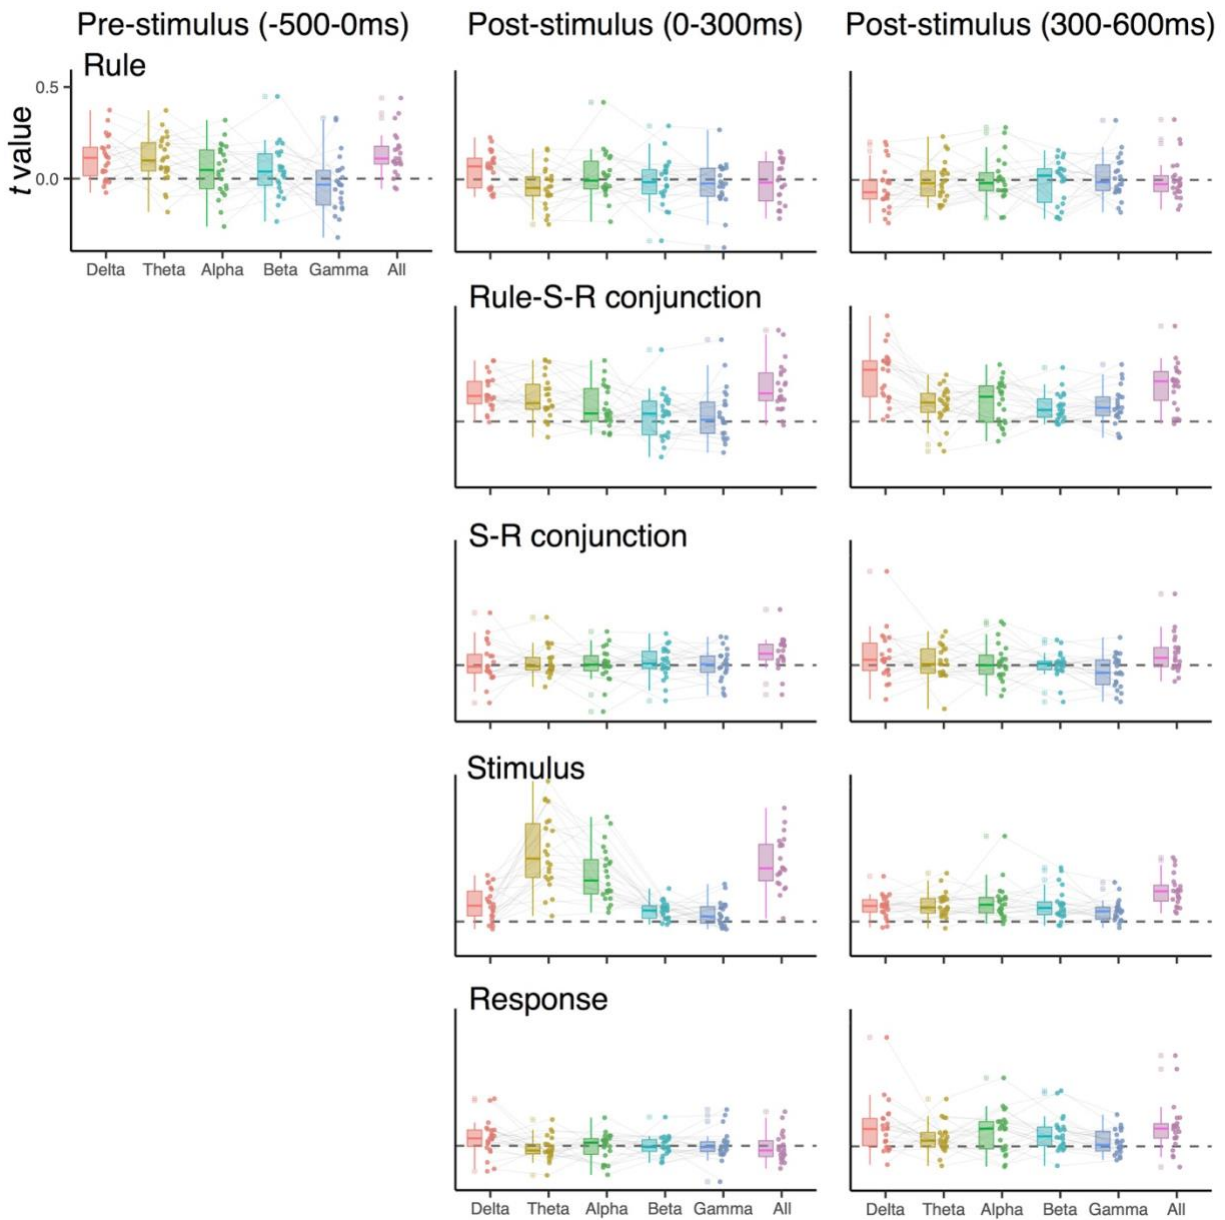 Pre-stimulus (-500-0ms) Post-stimulus (0-300ms) Post-stimulus (300-600ms)
Rule
0.5
t value
0.0
Delta Theta Alpha Beta Gamma All
Rule-S-R conjunction
S-R conjunction
Stimulus
Response
Delta Theta Alpha Beta Gamma All Delta Theta Alpha Beta Gamma All